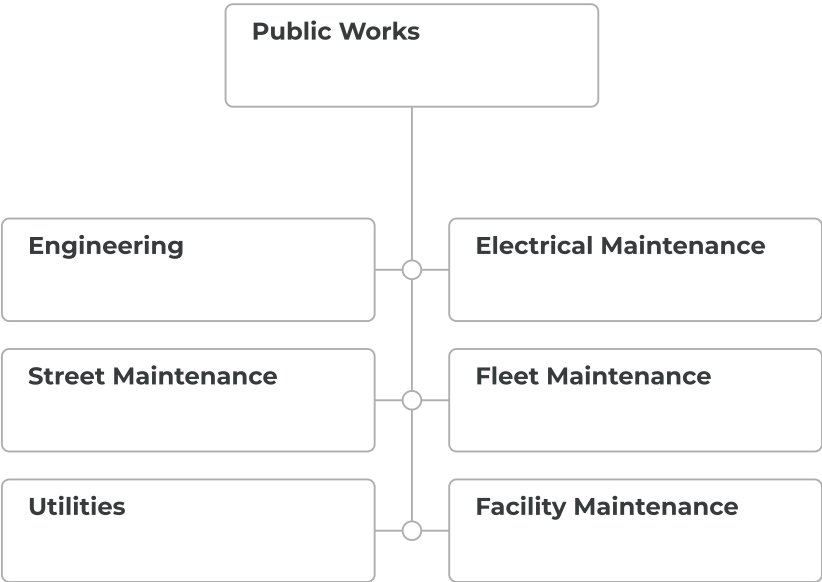 Public Works
Engineering
Electrical Maintenance
Street Maintenance
Fleet Maintenance
Utilities
Facility Maintenance